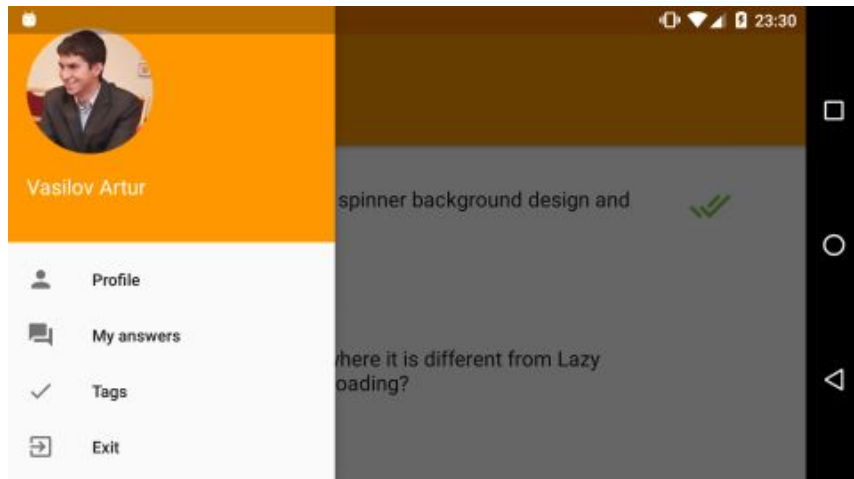 23:30
Vasilov Artur
spinner background design and
Profile
My answers
here it is different from Lazy
oading?
Tags
Exit